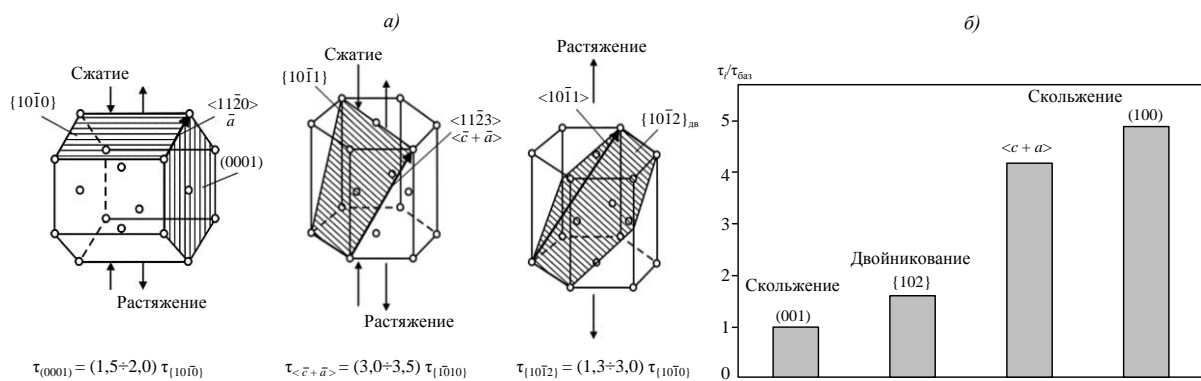 а)
Сжатие
{101̅0}
<112̅0>
a̅
(0001)
Растяжение
τ(0001) = (1,5÷2,0) τ{101̅0}
Сжатие
{101̅1}
<112̅3>
<c̅ + a̅>
Растяжение
τ<c̅ + a̅> = (3,0÷3,5) τ{1̅010}
Растяжение
<101̅1>
{101̅2}дв
τ{101̅2} = (1,3÷3,0) τ{101̅0}
б)
τi/τбаз
5
4
3
2
1
0
Скольжение
(001)
Двойникование
{102}
Скольжение
<c + a>
(100)